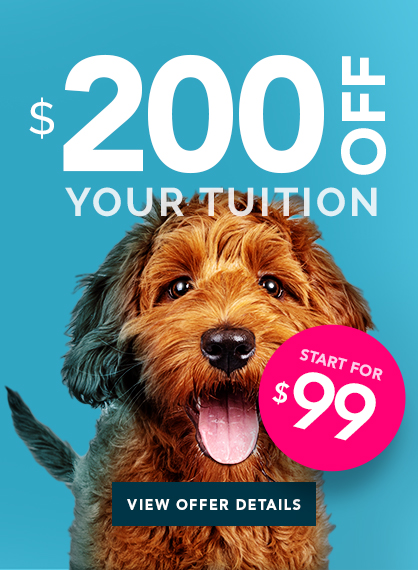 $200 OFF
YOUR TUITION
START FOR
$99
VIEW OFFER DETAILS